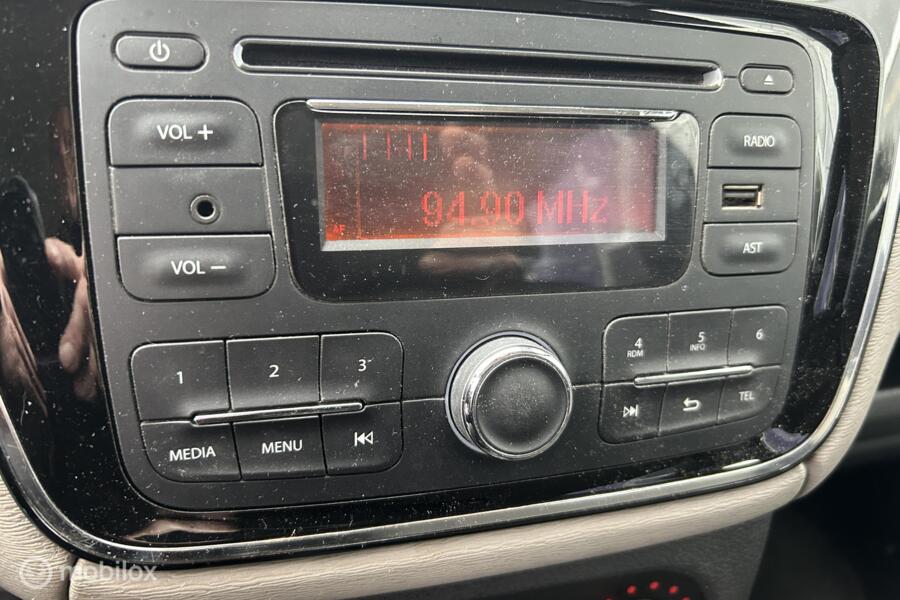 VOL +
RADIO
94.90 MHz
AF
VOL −
AST
1
2
3
4
RDM
5
INFO
6
MEDIA
MENU
TEL
mobilox